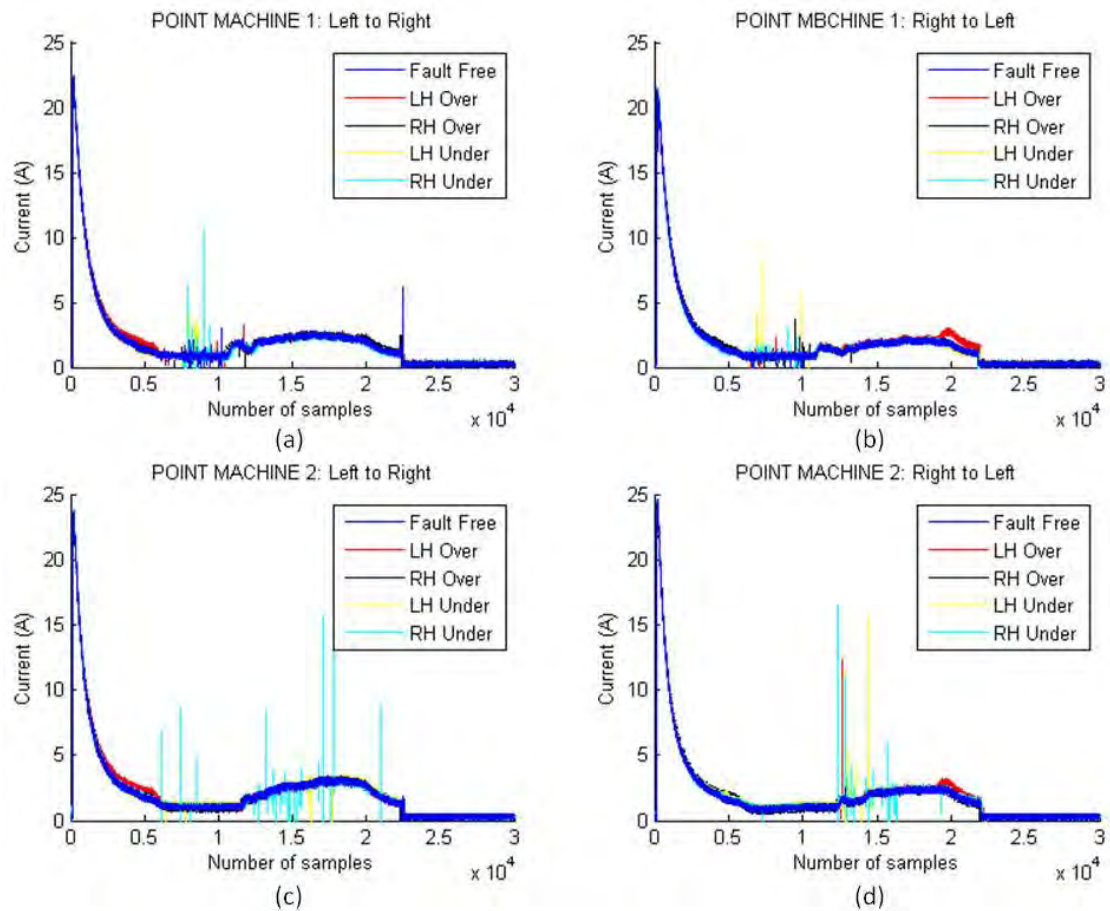 POINT MACHINE 1: Left to Right
25
20
15
10
5
0
Current (A)
Fault Free
LH Over
RH Over
LH Under
RH Under
0 0.5 1 1.5 2 2.5 3
Number of samples
x 10^4
(a)
POINT MBCHINE 1: Right to Left
25
20
15
10
5
0
Current (A)
Fault Free
LH Over
RH Over
LH Under
RH Under
0 0.5 1 1.5 2 2.5 3
Number of samples
x 10^4
(b)
POINT MACHINE 2: Left to Right
25
20
15
10
5
0
Current (A)
Fault Free
LH Over
RH Over
LH Under
RH Under
0 0.5 1 1.5 2 2.5 3
Number of samples
x 10^4
(c)
POINT MACHINE 2: Right to Left
25
20
15
10
5
0
Current (A)
Fault Free
LH Over
RH Over
LH Under
RH Under
0 0.5 1 1.5 2 2.5 3
Number of samples
x 10^4
(d)